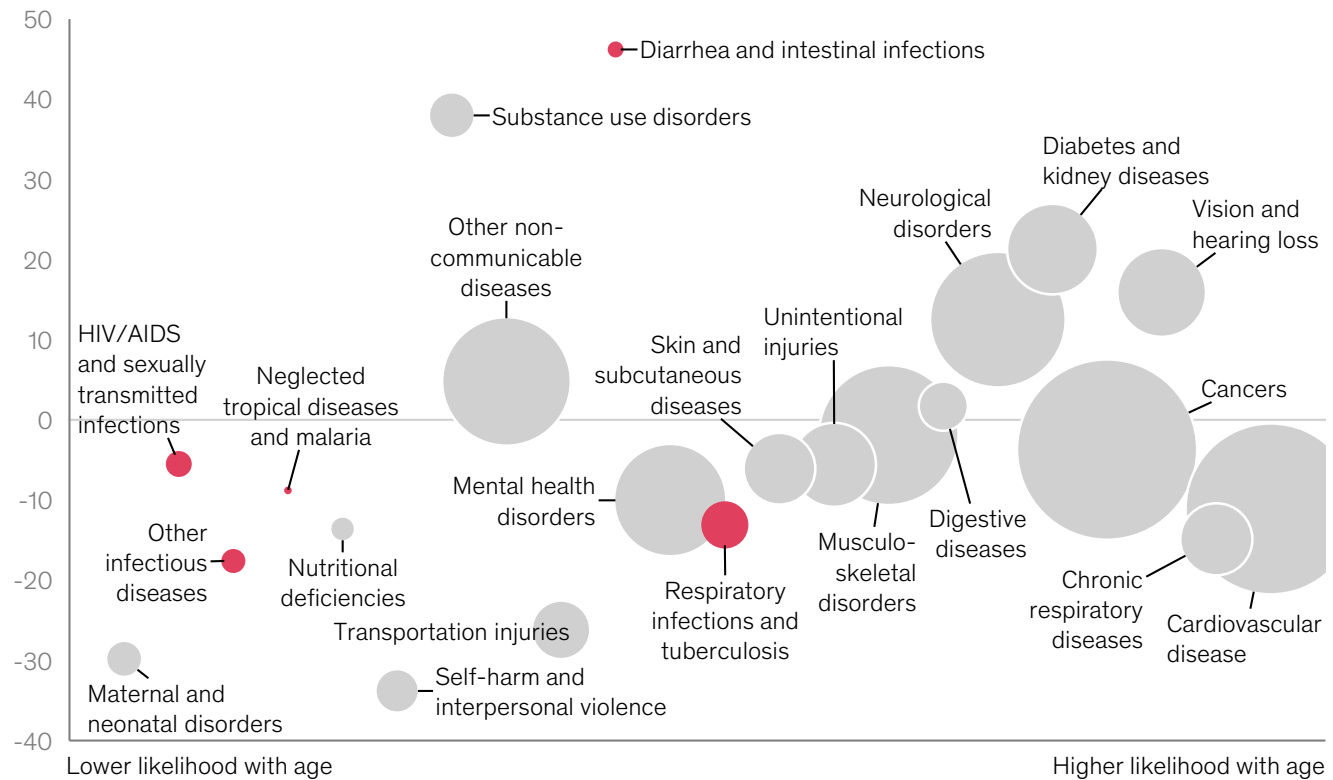 50
40
30
20
10
0
-10
-20
-30
-40
Diarrhea and intestinal infections
Substance use disorders
Diabetes and
kidney diseases
Neurological
disorders
Vision and
hearing loss
Other non-
communicable
diseases
Unintentional
injuries
HIV/AIDS
and sexually
transmitted
infections
Neglected
tropical diseases
and malaria
Skin and
subcutaneous
diseases
Cancers
Mental health
disorders
Other
infectious
diseases
Nutritional
deficiencies
Musculo-
skeletal
disorders
Digestive
diseases
Respiratory
infections and
tuberculosis
Chronic
respiratory
diseases
Cardiovascular
disease
Transportation injuries
Self-harm and
interpersonal violence
Maternal and
neonatal disorders
Lower likelihood with age
Higher likelihood with age